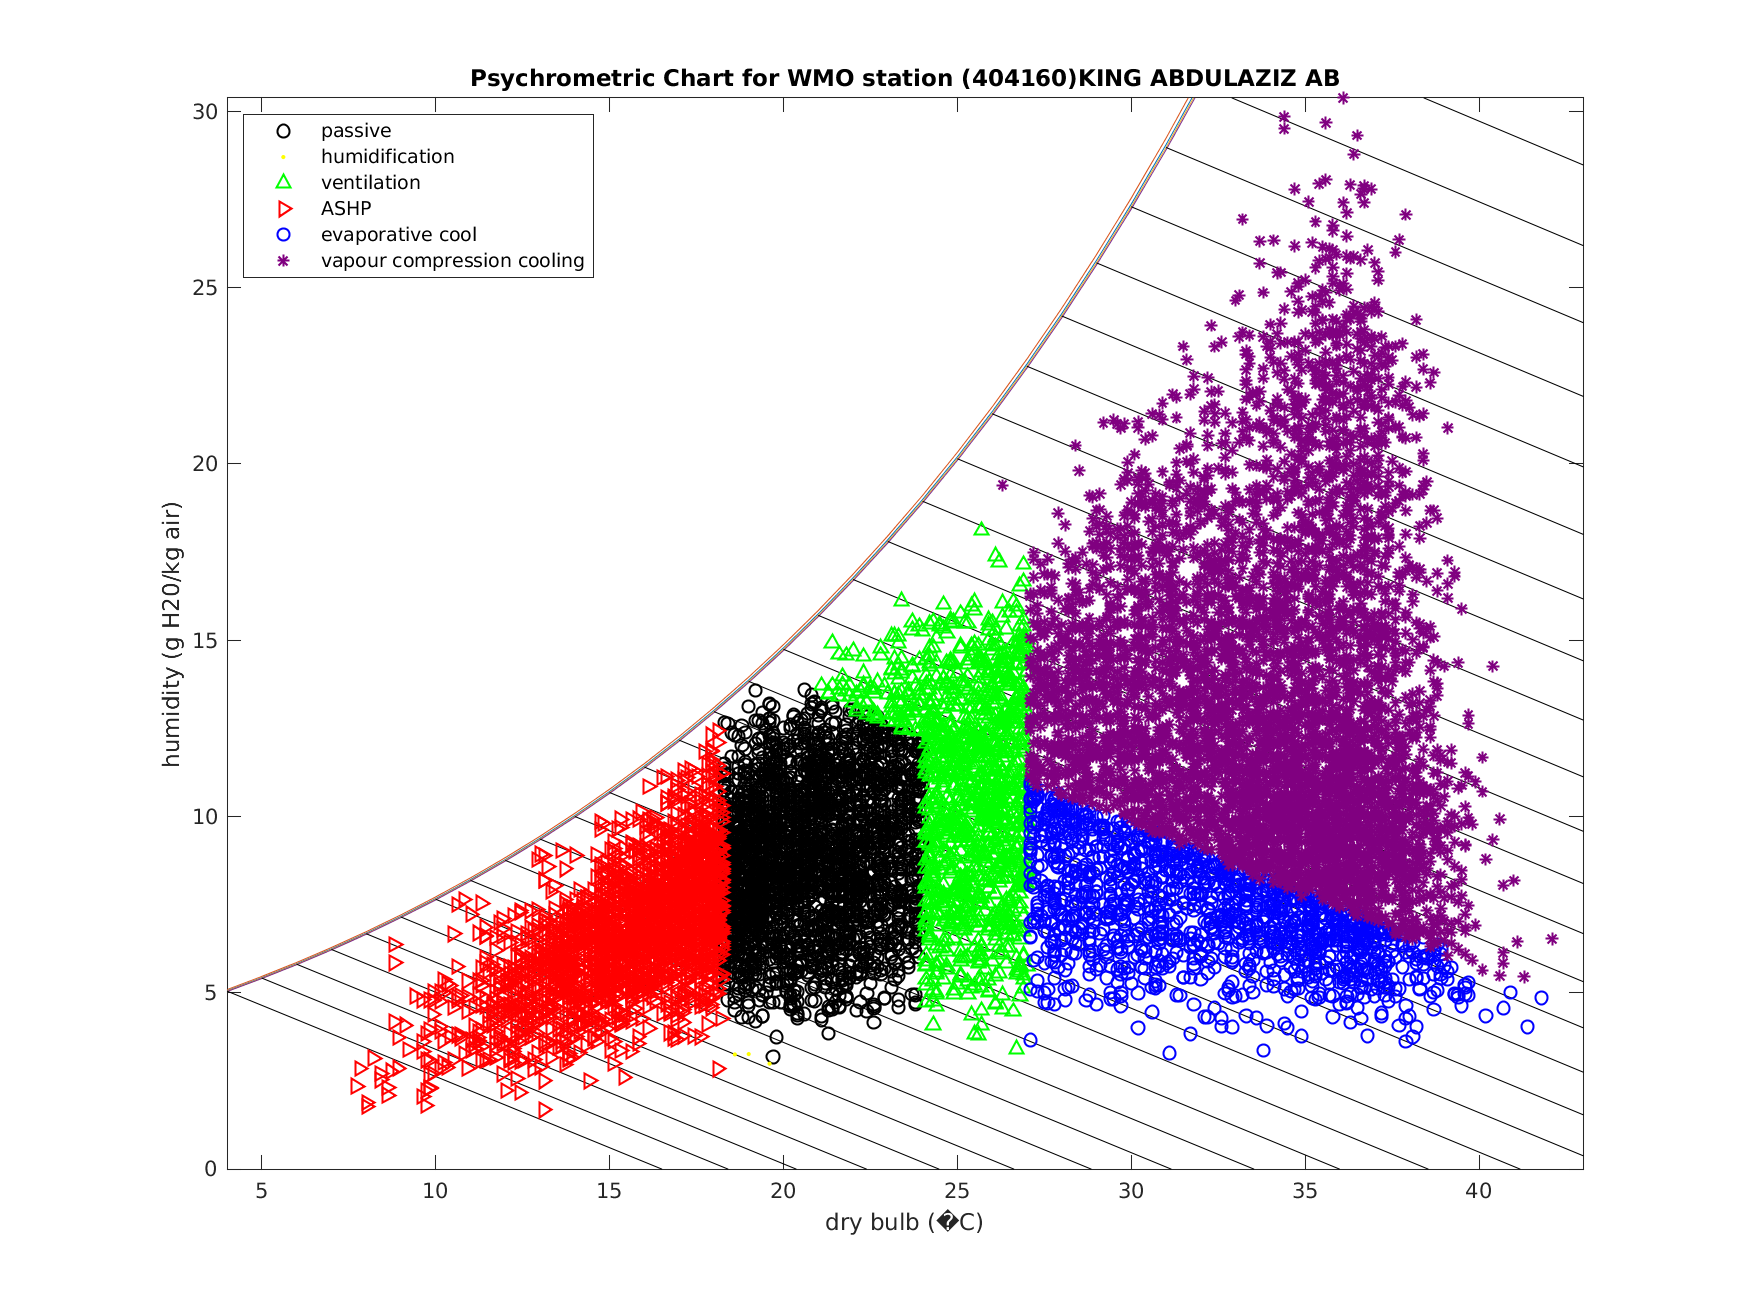 Psychrometric Chart for WMO station (404160)KING ABDULAZIZ AB
passive
humidification
ventilation
ASHP
evaporative cool
vapour compression cooling
humidity (g H20/kg air)
30
25
20
15
10
5
0
5 10 15 20 25 30 35 40
dry bulb (�C)